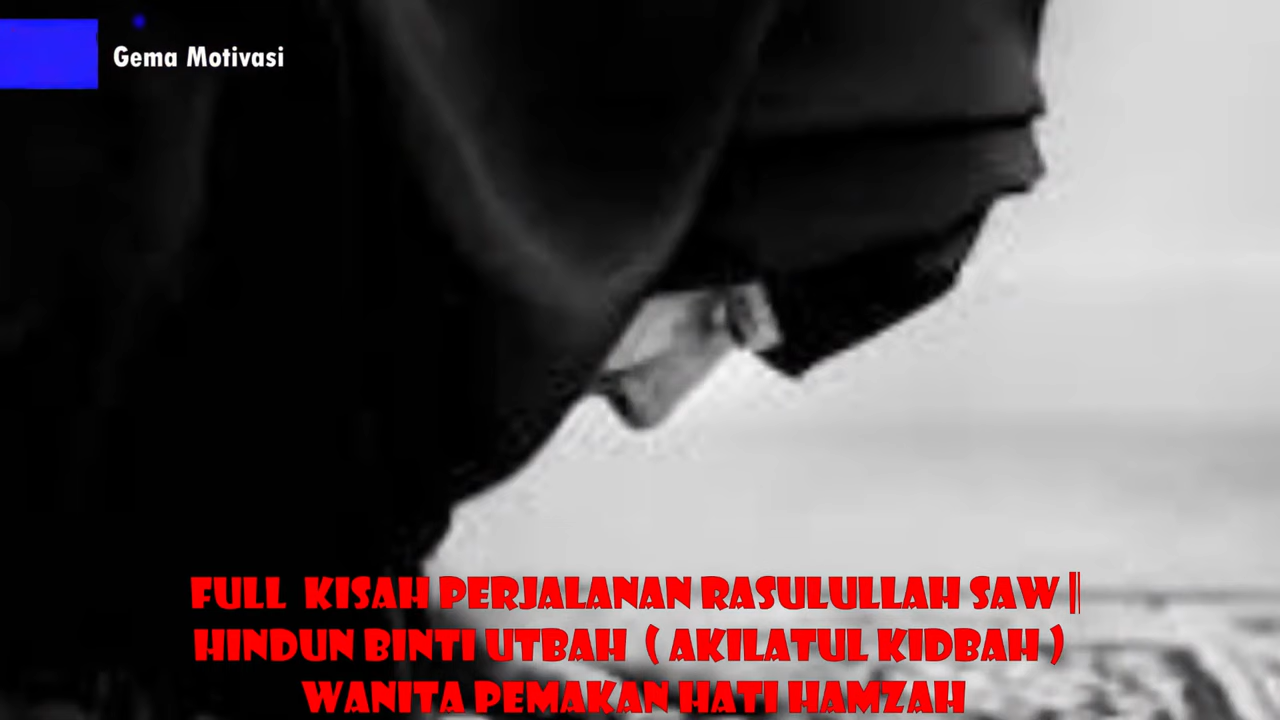 Gema Motivasi
FULL KISAH PERJALANAN RASULULLAH SAW ||
HINDUN BINTI UTBAH ( AKILATUL KIDBAH )
WANITA PEMAKAN HATI HAMZAH